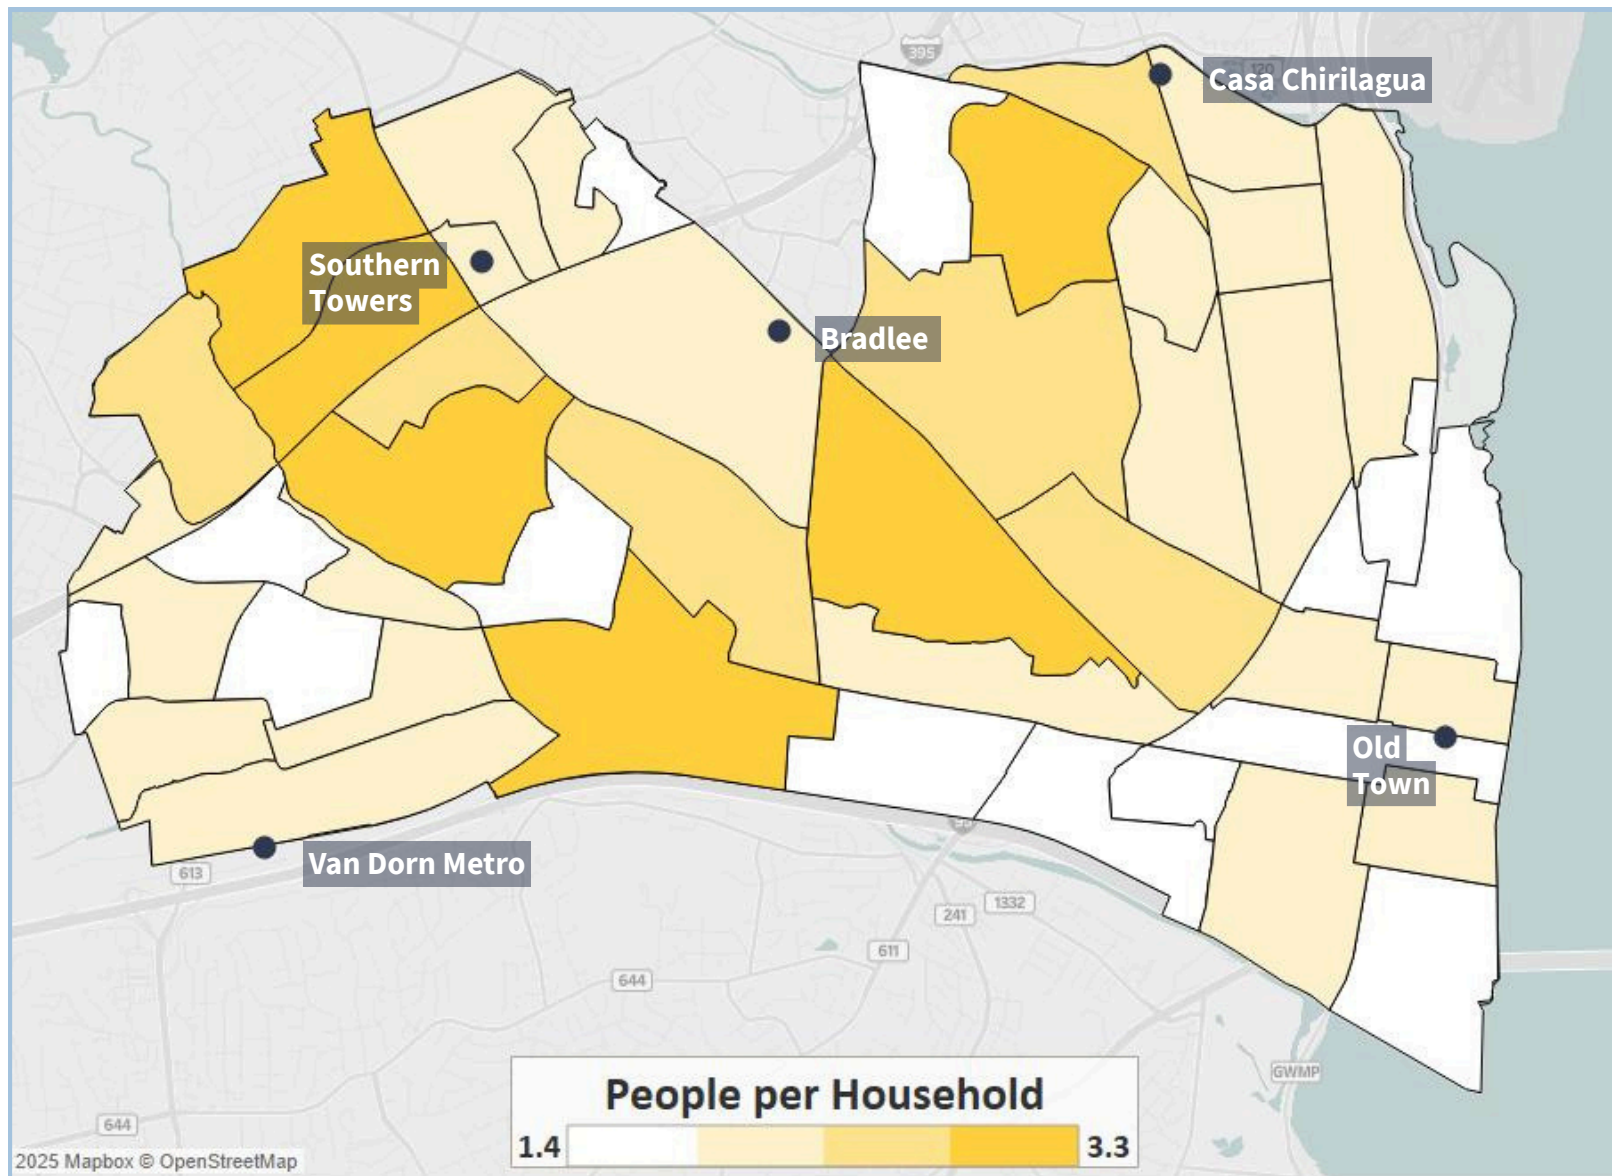 395
120
Casa Chirilagua
Southern
Towers
Bradlee
Old
Town
Van Dorn Metro
613
241
1332
611
644
GWMP
644
People per Household
1.4
3.3
2025 Mapbox © OpenStreetMap